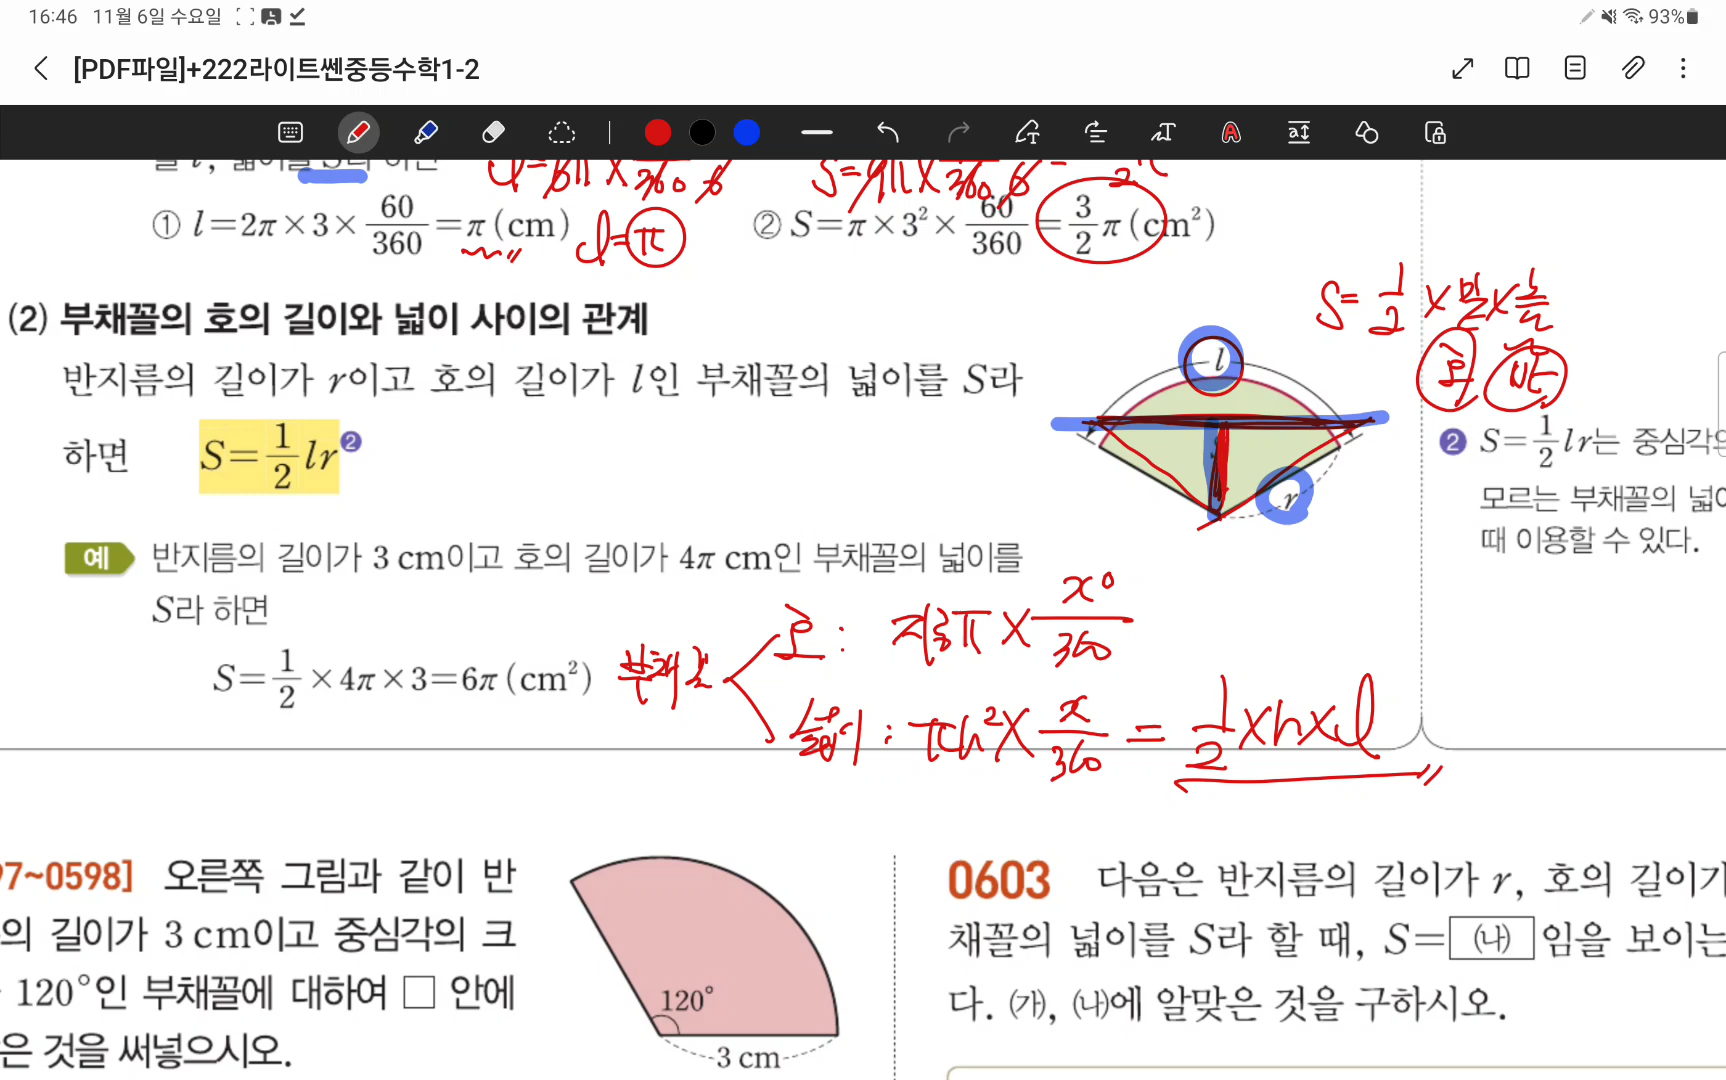 16:46 11월 6일 수요일
93%
[PDF파일]+222라이트쎈중등수학1-2
① l=2π×3×60/360=π(cm)
l=π
② S=π×3²×60/360=3/2π(cm²)
(2) 부채꼴의 호의 길이와 넓이 사이의 관계
반지름의 길이가 r이고 호의 길이가 l인 부채꼴의 넓이를 S라
하면 S=1/2lr ❷
l
r
S=1/2×밑×높
호 반
❷ S=1/2lr는 중심각의
모르는 부채꼴의 넓이
때 이용할 수 있다.
예 반지름의 길이가 3 cm이고 호의 길이가 4π cm인 부채꼴의 넓이를
S라 하면
S=1/2×4π×3=6π(cm²)
부채꼴
호: 지름π×x°/360
넓이: πr²×x/360=1/2×r×l
97~0598] 오른쪽 그림과 같이 반
의 길이가 3 cm이고 중심각의 크
120°인 부채꼴에 대하여 □ 안에
은 것을 써넣으시오.
120°
3 cm
0603 다음은 반지름의 길이가 r, 호의 길이가
채꼴의 넓이를 S라 할 때, S=(나)임을 보이는
다. ㈎, ㈏에 알맞은 것을 구하시오.